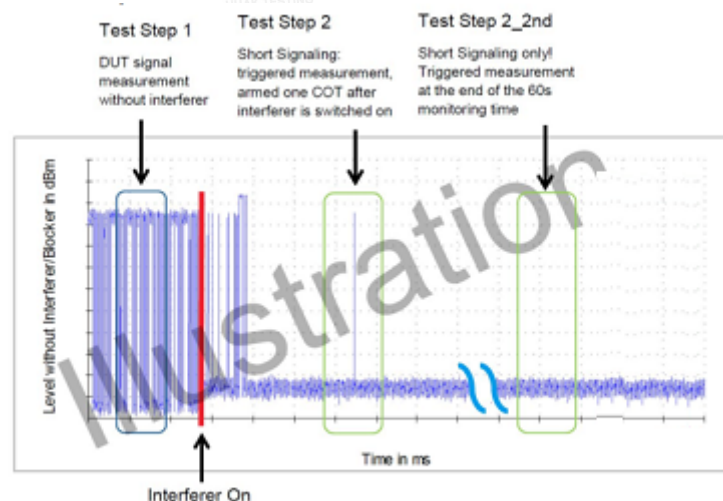 Test Step 1
DUT signal
measurement
without interferer
Test Step 2
Short Signaling:
triggered measurement,
armed one COT after
interferer is switched on
Test Step 2_2nd
Short Signaling only!
Triggered measurement
at the end of the 60s
monitoring time
Level without Interferer/Blocker in dBm
Illustration
Time in ms
Interferer On